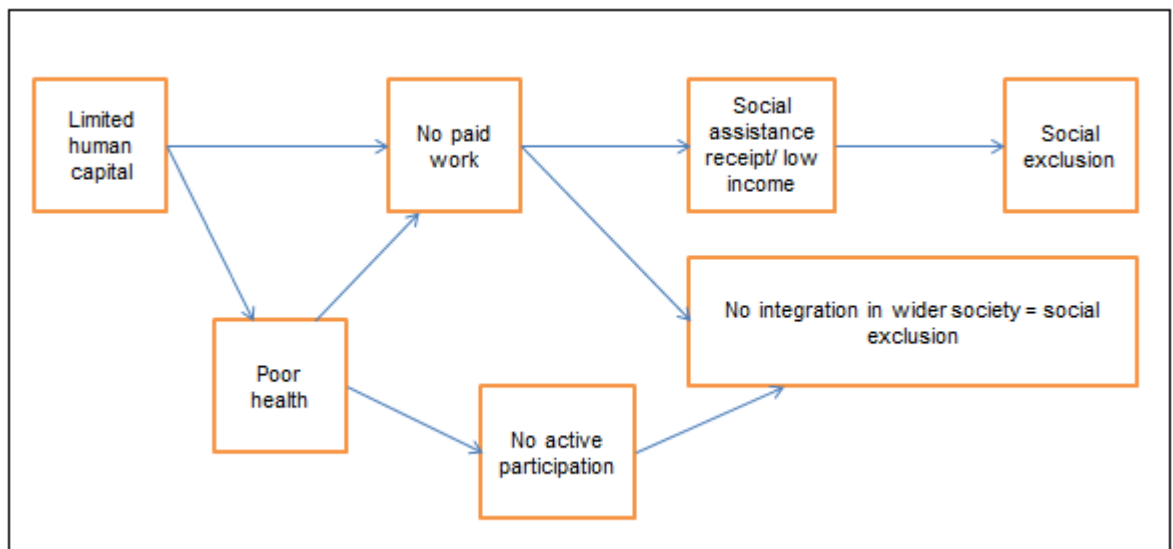 Limited
human
capital
No paid
work
Social
assistance
receipt/ low
income
Social
exclusion
No integration in wider society = social
exclusion
Poor
health
No active
participation